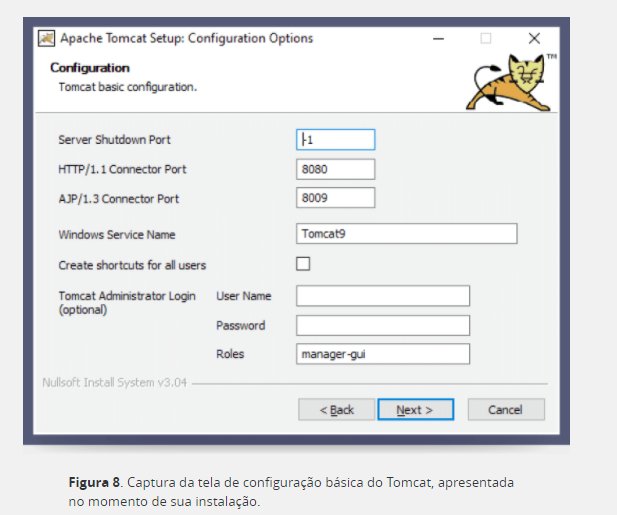 Apache Tomcat Setup: Configuration Options
Configuration
Tomcat basic configuration.
TM
Server Shutdown Port -1
HTTP/1.1 Connector Port 8080
AJP/1.3 Connector Port 8009
Windows Service Name Tomcat9
Create shortcuts for all users
Tomcat Administrator Login User Name
(optional)
Password
Roles manager-gui
Nullsoft Install System v3.04
< Back Next > Cancel
Figura 8. Captura da tela de configuração básica do Tomcat, apresentada
no momento de sua instalação.